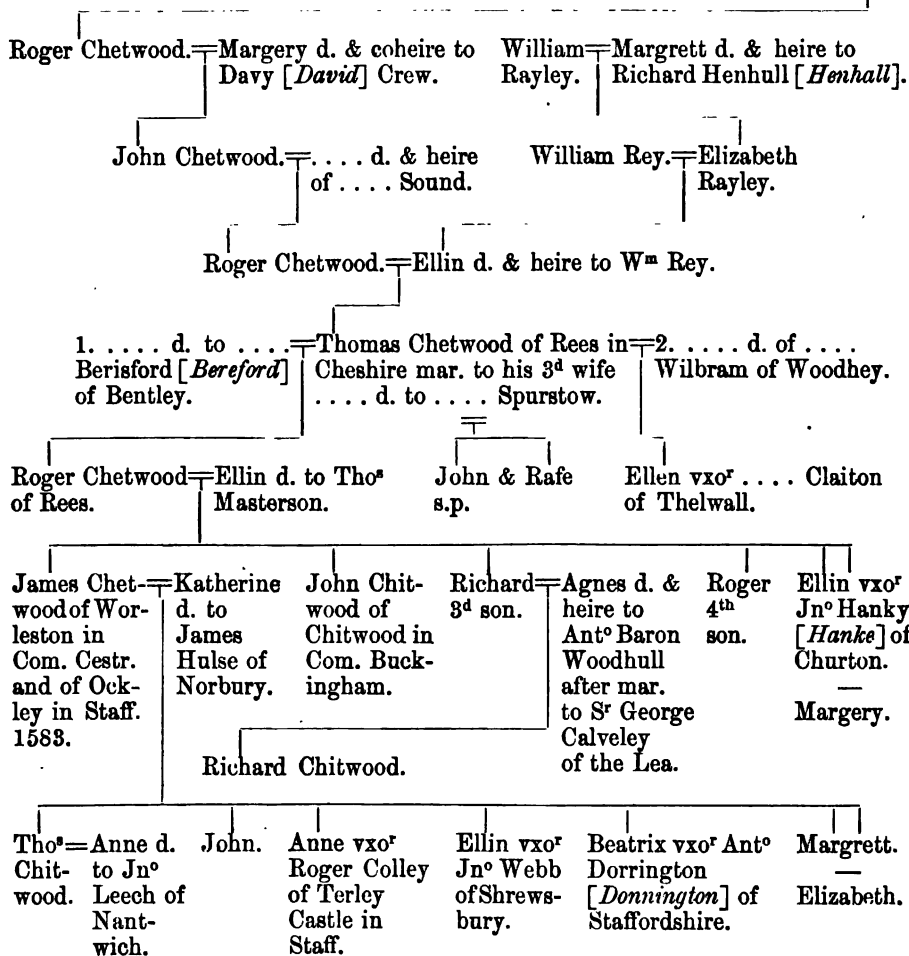 Roger Chetwood.
Margery d. & coheire to
Davy [David] Crew.
William
Rayley.
Margrett d. & heire to
Richard Henhull [Henhall].
John Chetwood.
. . . . d. & heire
of . . . . Sound.
William Rey.
Elizabeth
Rayley.
Roger Chetwood.
Ellin d. & heire to Wᵐ Rey.
1. . . . . d. to . . . .
Berisford [Bereford]
of Bentley.
Thomas Chetwood of Rees in
Cheshire mar. to his 3ᵈ wife
. . . . d. to . . . . Spurstow.
2. . . . . d. of . . . .
Wilbram of Woodhey.
Roger Chetwood
of Rees.
Ellin d. to Thoˢ
Masterson.
John & Rafe
s.p.
Ellen vxoʳ . . . . Claiton
of Thelwall.
James Chet-
wood of Wor-
leston in
Com. Cestr.
and of Ock-
ley in Staff.
1583.
Katherine
d. to
James
Hulse of
Norbury.
John Chit-
wood of
Chitwood in
Com. Buck-
ingham.
Richard
3ᵈ son.
Agnes d. &
heire to
Antᵒ Baron
Woodhull
after mar.
to Sʳ George
Calveley
of the Lea.
Roger
4ᵗʰ
son.
Ellin vxoʳ
Jnᵒ Hanky
[Hanke] of
Churton.
—
Margery.
Richard Chitwood.
Thoˢ
Chit-
wood.
Anne d.
to Jnᵒ
Leech of
Nant-
wich.
John.
Anne vxoʳ
Roger Colley
of Terley
Castle in
Staff.
Ellin vxoʳ
Jnᵒ Webb
of Shrews-
bury.
Beatrix vxoʳ Antᵒ
Dorrington
[Donnington] of
Staffordshire.
Margrett.
—
Elizabeth.